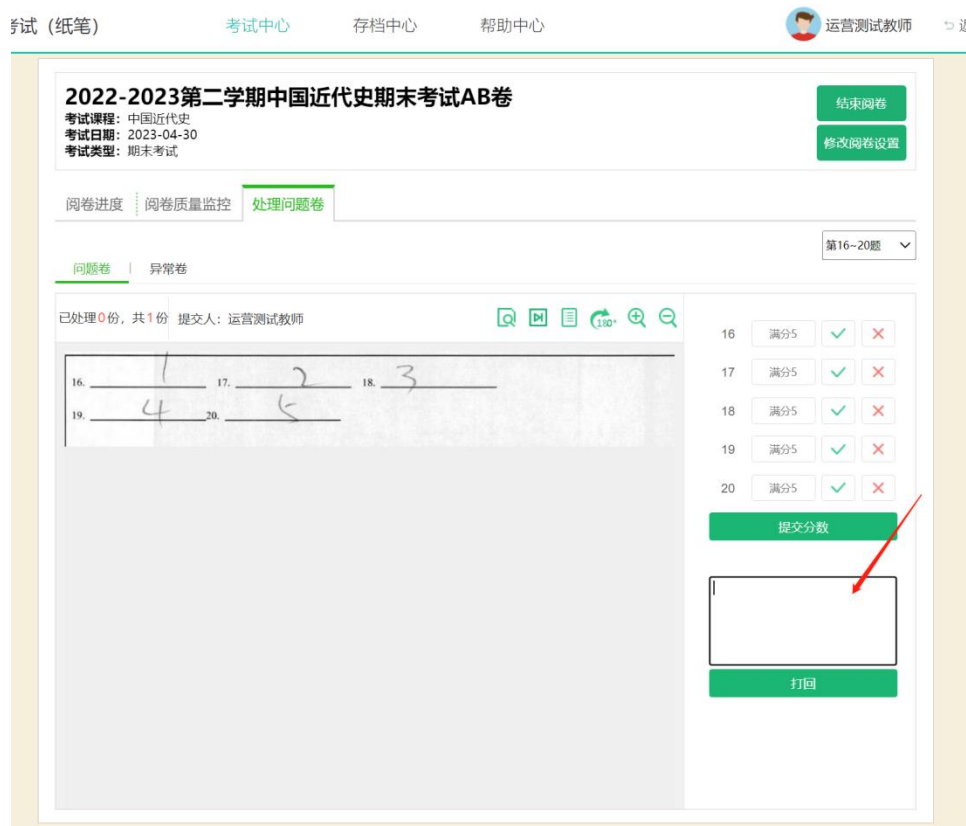 考试（纸笔） 考试中心 存档中心 帮助中心 运营测试教师
2022-2023第二学期中国近代史期末考试AB卷
考试课程：中国近代史
考试日期：2023-04-30
考试类型：期末考试
结束阅卷
修改阅卷设置
阅卷进度 阅卷质量监控 处理问题卷
第16~20题
问题卷 异常卷
已处理0份，共1份 提交人：运营测试教师
180°
16. 1 17. 2 18. 3
19. 4 20. 5
16 满分5
17 满分5
18 满分5
19 满分5
20 满分5
提交分数
打回